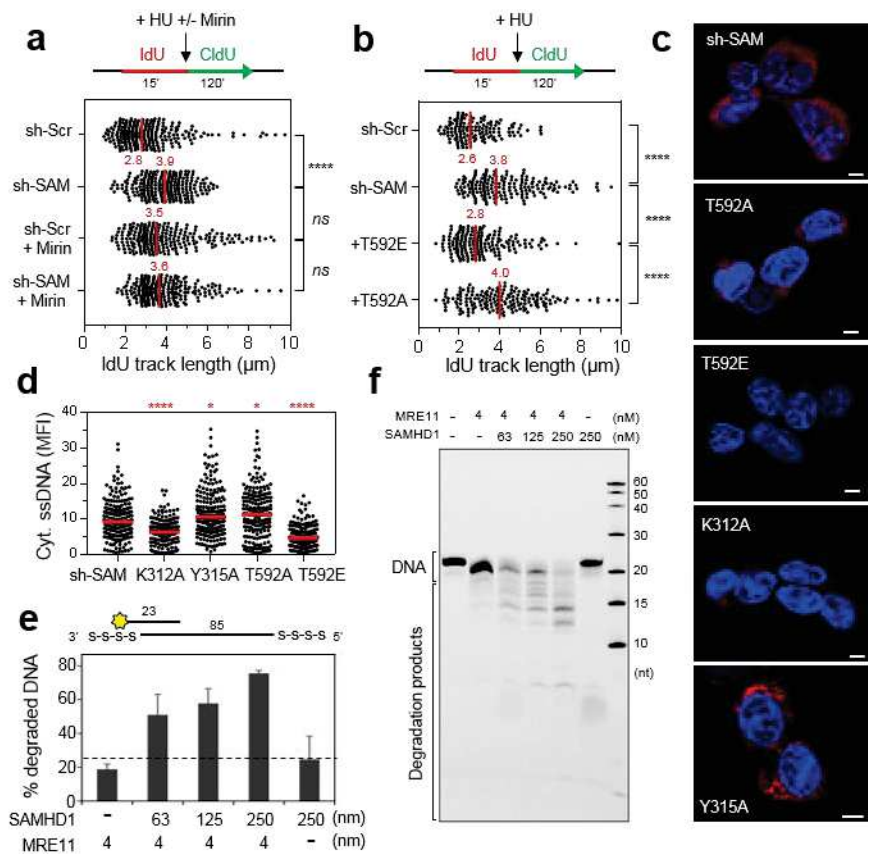 a
+ HU +/- Mirin
IdU CldU
15' 120'
sh-Scr
2.8 3.9
sh-SAM
3.5
sh-Scr
+ Mirin
3.6
sh-SAM
+ Mirin
****
ns
ns
0 2 4 6 8 10
IdU track length (µm)
b
+ HU
IdU CldU
15' 120'
sh-Scr
2.6 3.8
sh-SAM
2.8
+T592E
4.0
+T592A
****
****
****
0 2 4 6 8 10
IdU track length (µm)
c
sh-SAM
T592A
T592E
K312A
Y315A
d
**** * * ****
Cyt. ssDNA (MFI)
40
30
20
10
0
sh-SAM K312A Y315A T592A T592E
e
23
85
3' S-S-S-S S-S-S-S 5'
% degraded DNA
80
60
40
20
0
SAMHD1 - 63 125 250 250 (nm)
MRE11 4 4 4 4 - (nm)
f
MRE11 - 4 4 4 4 - (nM)
SAMHD1 - - 63 125 250 250 (nM)
DNA
Degradation products
60
50
40
30
20
15
10
(nt)